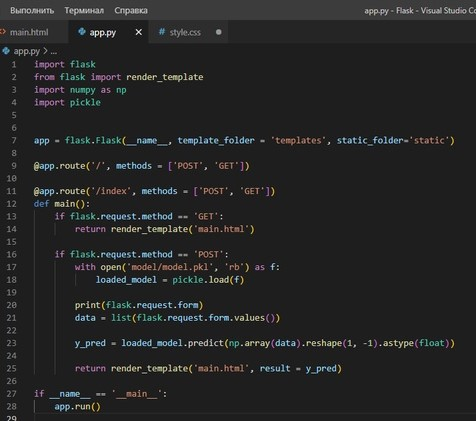 Выполнить Терминал Справка app.py - Flask - Visual Studio Co
main.html app.py style.css
app.py > ...
1 import flask
2 from flask import render_template
3 import numpy as np
4 import pickle
5
6
7 app = flask.Flask(__name__, template_folder = 'templates', static_folder='static')
8
9 @app.route('/', methods = ['POST', 'GET'])
10
11 @app.route('/index', methods = ['POST', 'GET'])
12 def main():
13 if flask.request.method == 'GET':
14 return render_template('main.html')
15
16 if flask.request.method == 'POST':
17 with open('model/model.pkl', 'rb') as f:
18 loaded_model = pickle.load(f)
19
20 print(flask.request.form)
21 data = list(flask.request.form.values())
22
23 y_pred = loaded_model.predict(np.array(data).reshape(1, -1).astype(float))
24
25 return render_template('main.html', result = y_pred)
26
27 if __name__ == '__main__':
28 app.run()
29